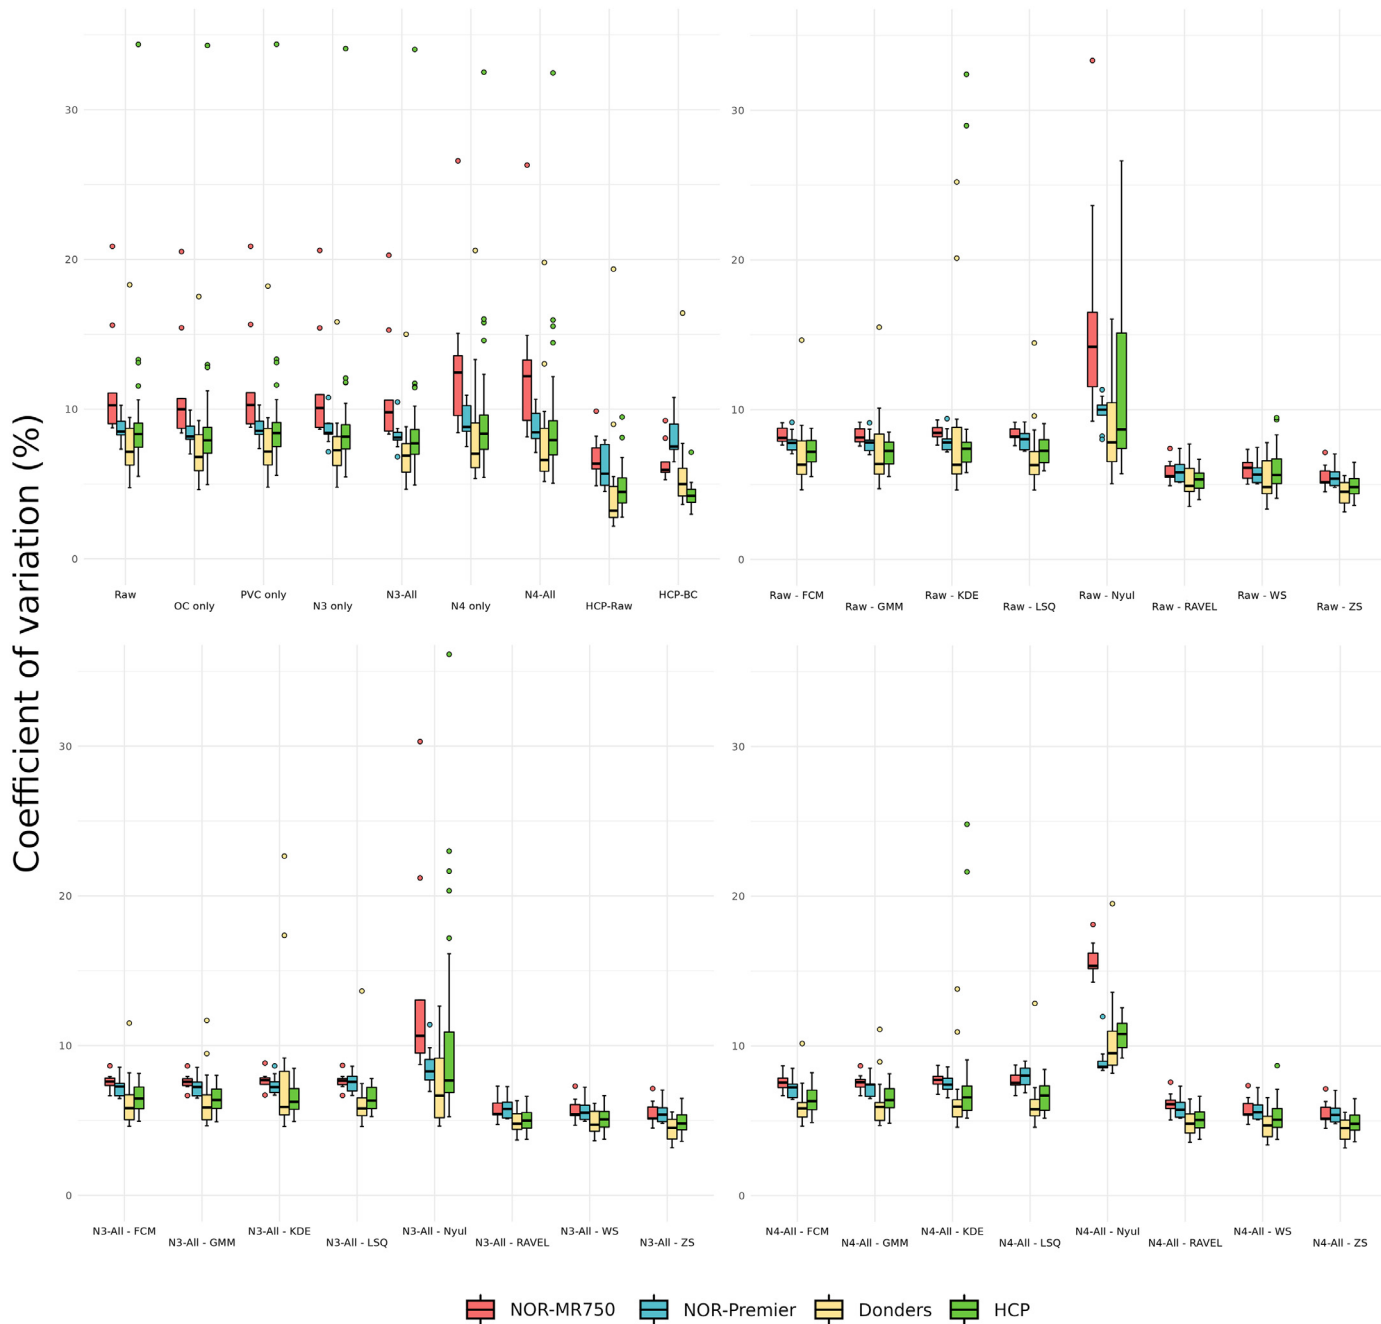 Coefficient of variation (%)
30
20
10
0
Raw
OC only
PVC only
N3 only
N3-All
N4 only
N4-All
HCP-Raw
HCP-BC
30
20
10
0
Raw - FCM
Raw - GMM
Raw - KDE
Raw - LSQ
Raw - Nyul
Raw - RAVEL
Raw - WS
Raw - ZS
30
20
10
0
N3-All - FCM
N3-All - GMM
N3-All - KDE
N3-All - LSQ
N3-All - Nyul
N3-All - RAVEL
N3-All - WS
N3-All - ZS
30
20
10
0
N4-All - FCM
N4-All - GMM
N4-All - KDE
N4-All - LSQ
N4-All - Nyul
N4-All - RAVEL
N4-All - WS
N4-All - ZS
NOR-MR750 NOR-Premier Donders HCP